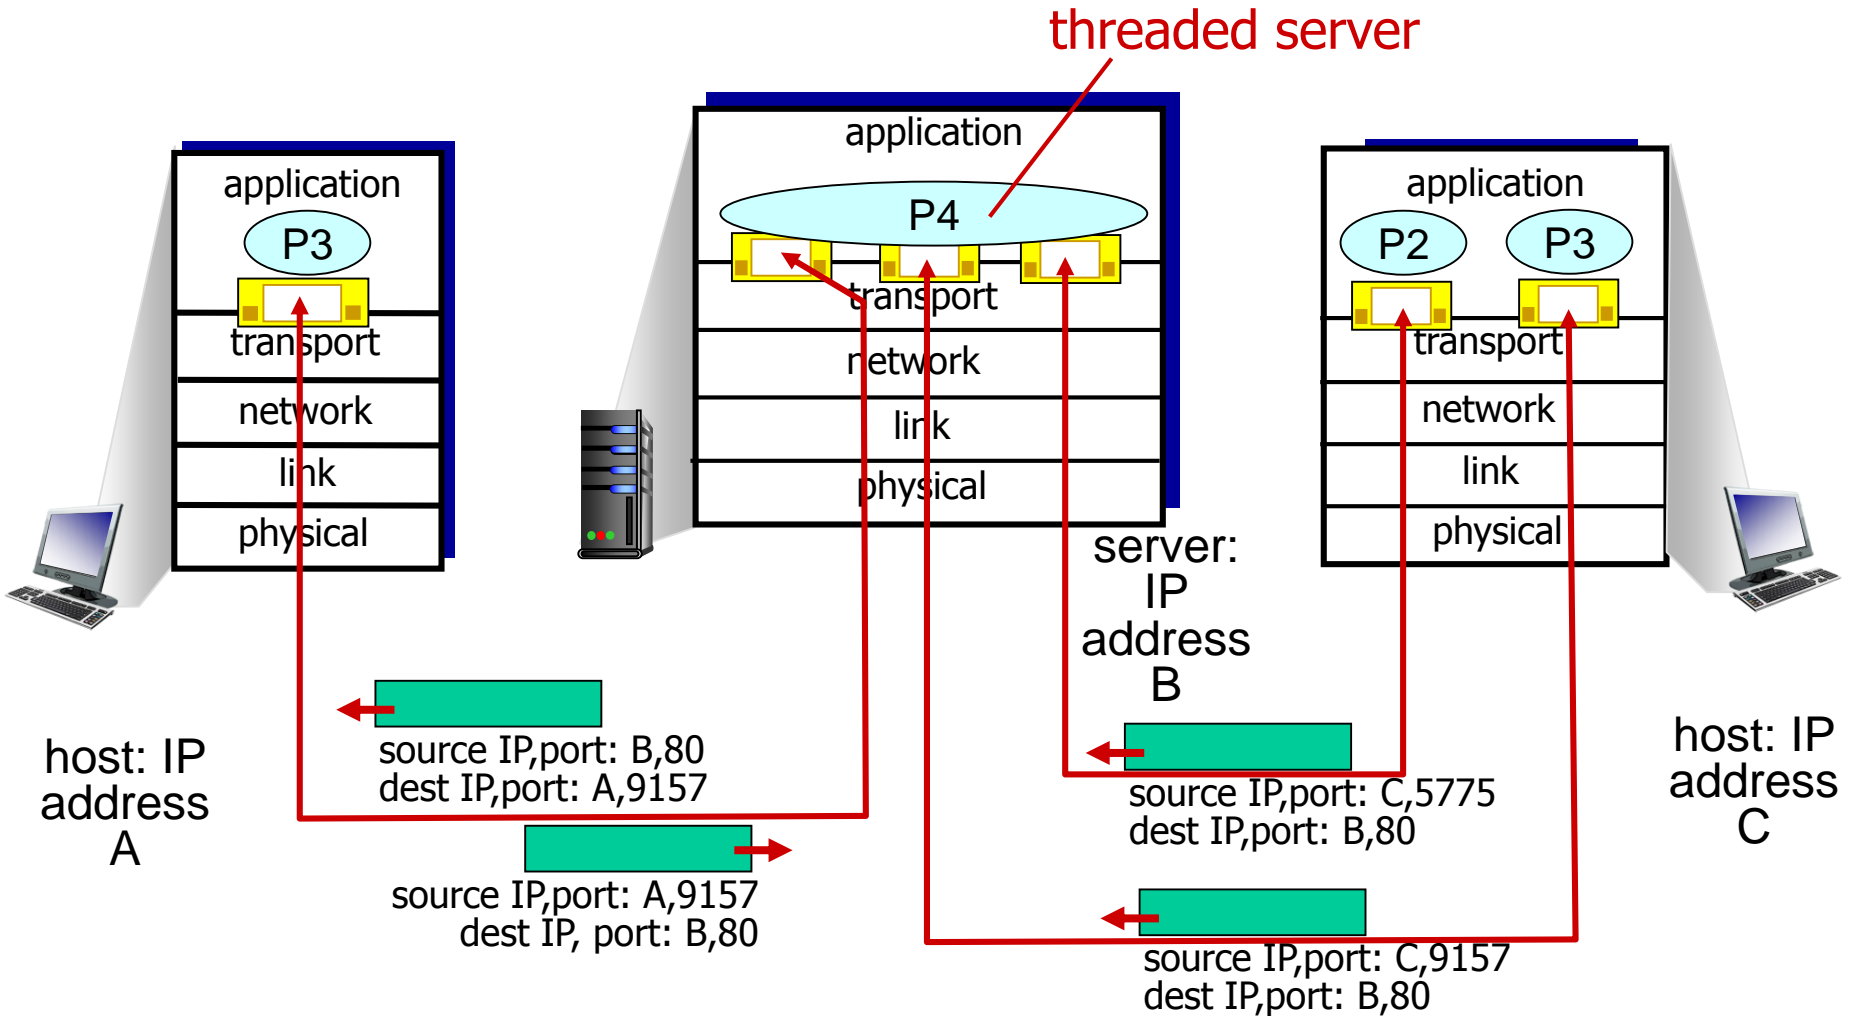 threaded server
application
P3
transport
network
link
physical
host: IP
address
A
application
P4
transport
network
link
physical
server:
IP
address
B
application
P2
P3
transport
network
link
physical
host: IP
address
C
source IP,port: B,80
dest IP,port: A,9157
source IP,port: A,9157
dest IP, port: B,80
source IP,port: C,5775
dest IP,port: B,80
source IP,port: C,9157
dest IP,port: B,80